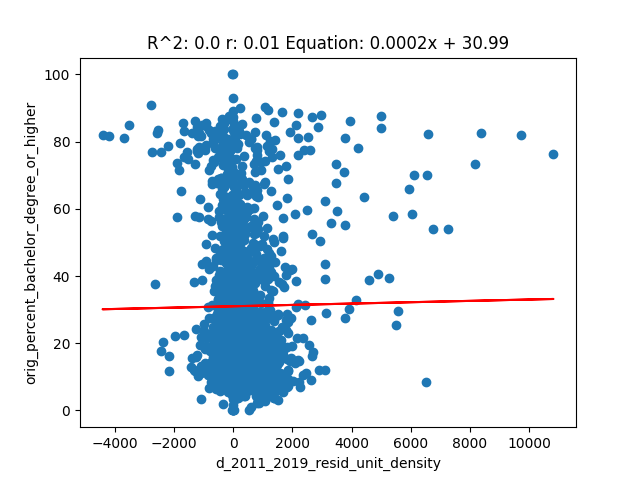 R^2: 0.0 r: 0.01 Equation: 0.0002x + 30.99
orig_percent_bachelor_degree_or_higher
100
80
60
40
20
0
−4000 −2000 0 2000 4000 6000 8000 10000
d_2011_2019_resid_unit_density